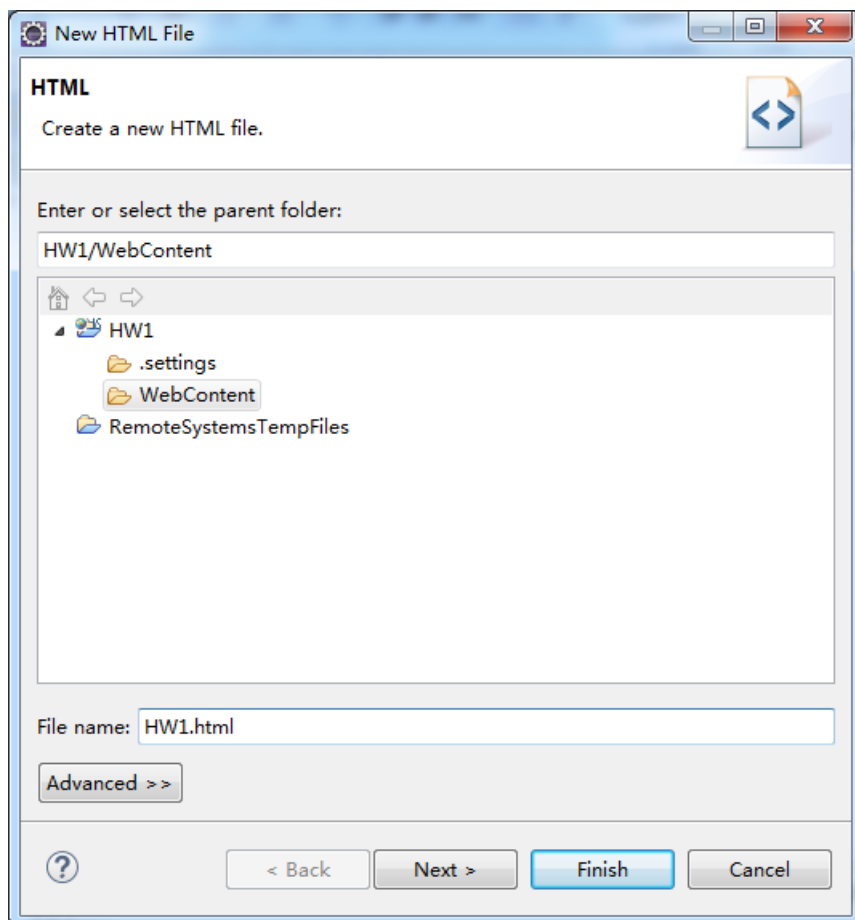 New HTML File
HTML
Create a new HTML file.
Enter or select the parent folder:
HW1/WebContent
HW1
.settings
WebContent
RemoteSystemsTempFiles
File name: HW1.html
Advanced >>
? < Back Next > Finish Cancel